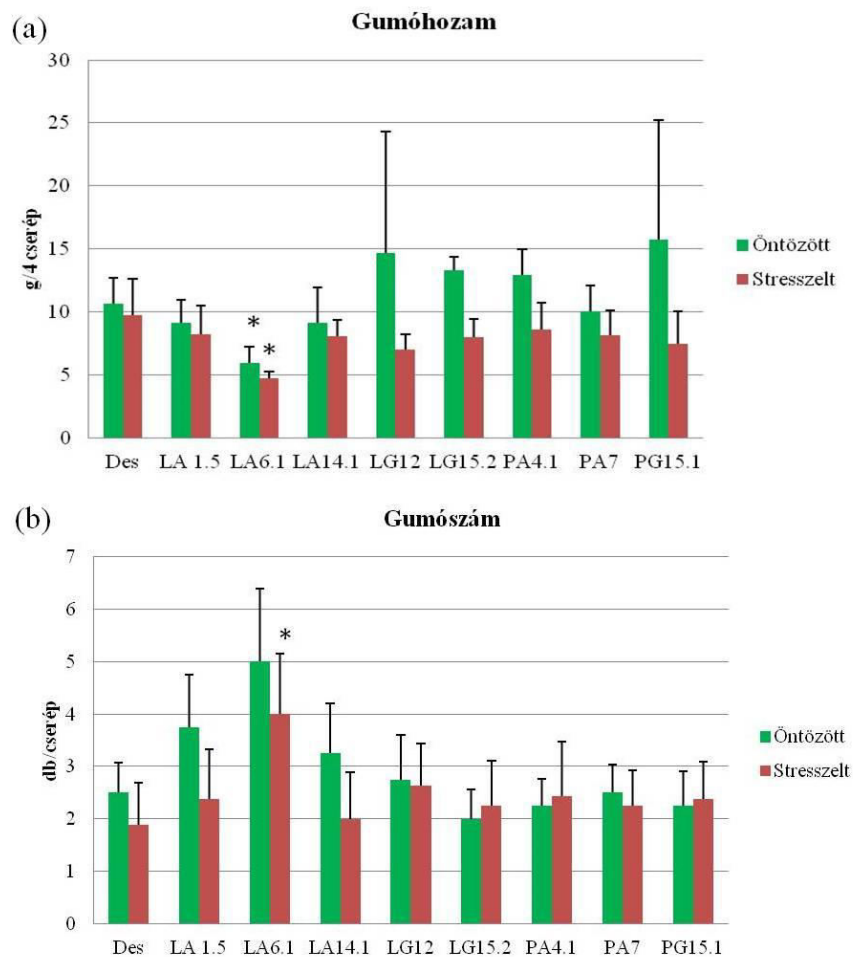 (a)
Gumóhozam
30
25
20
15
10
5
0
g/4 cserép
* *
Des LA 1.5 LA6.1 LA14.1 LG12 LG15.2 PA4.1 PA7 PG15.1
Öntözött
Stresszelt
(b)
Gumószám
7
6
5
4
3
2
1
0
db/cserép
*
Des LA 1.5 LA6.1 LA14.1 LG12 LG15.2 PA4.1 PA7 PG15.1
Öntözött
Stresszelt